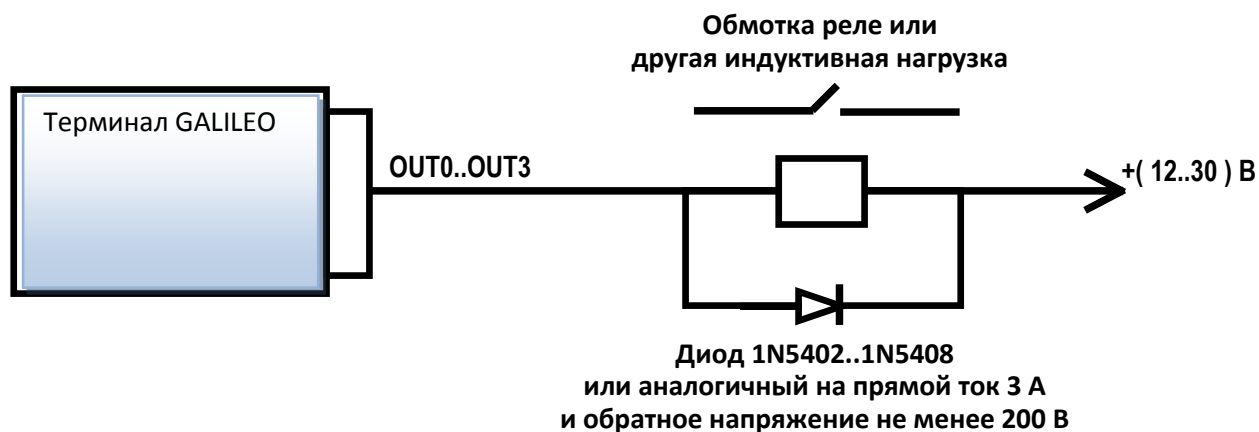 Обмотка реле или
другая индуктивная нагрузка
Терминал GALILEO
OUT0..OUT3
+( 12..30 ) В
Диод 1N5402..1N5408
или аналогичный на прямой ток 3 А
и обратное напряжение не менее 200 В